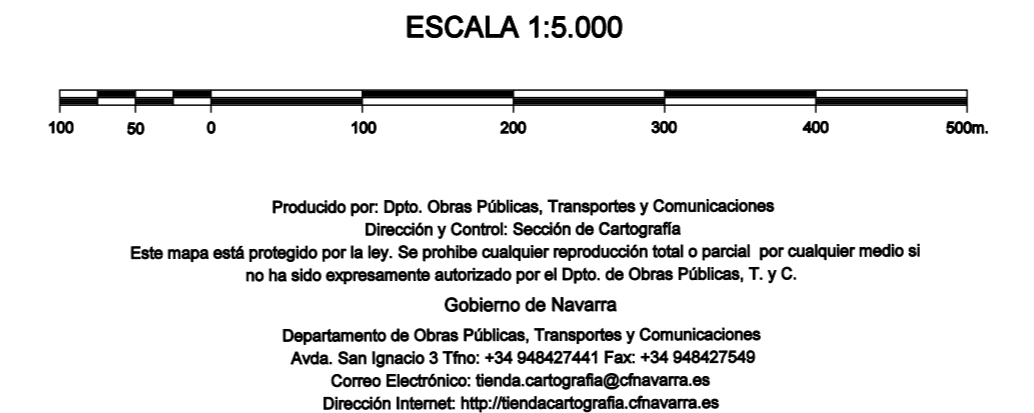 ESCALA 1:5.000
100 50 0 100 200 300 400 500m.
Producido por: Dpto. Obras Públicas, Transportes y Comunicaciones
Dirección y Control: Sección de Cartografía
Este mapa está protegido por la ley. Se prohibe cualquier reproducción total o parcial por cualquier medio si
no ha sido expresamente autorizado por el Dpto. de Obras Públicas, T. y C.
Gobierno de Navarra
Departamento de Obras Públicas, Transportes y Comunicaciones
Avda. San Ignacio 3 Tfno: +34 948427441 Fax: +34 948427549
Correo Electrónico: tienda.cartografia@cfnavarra.es
Dirección Internet: http://tiendacartografia.cfnavarra.es